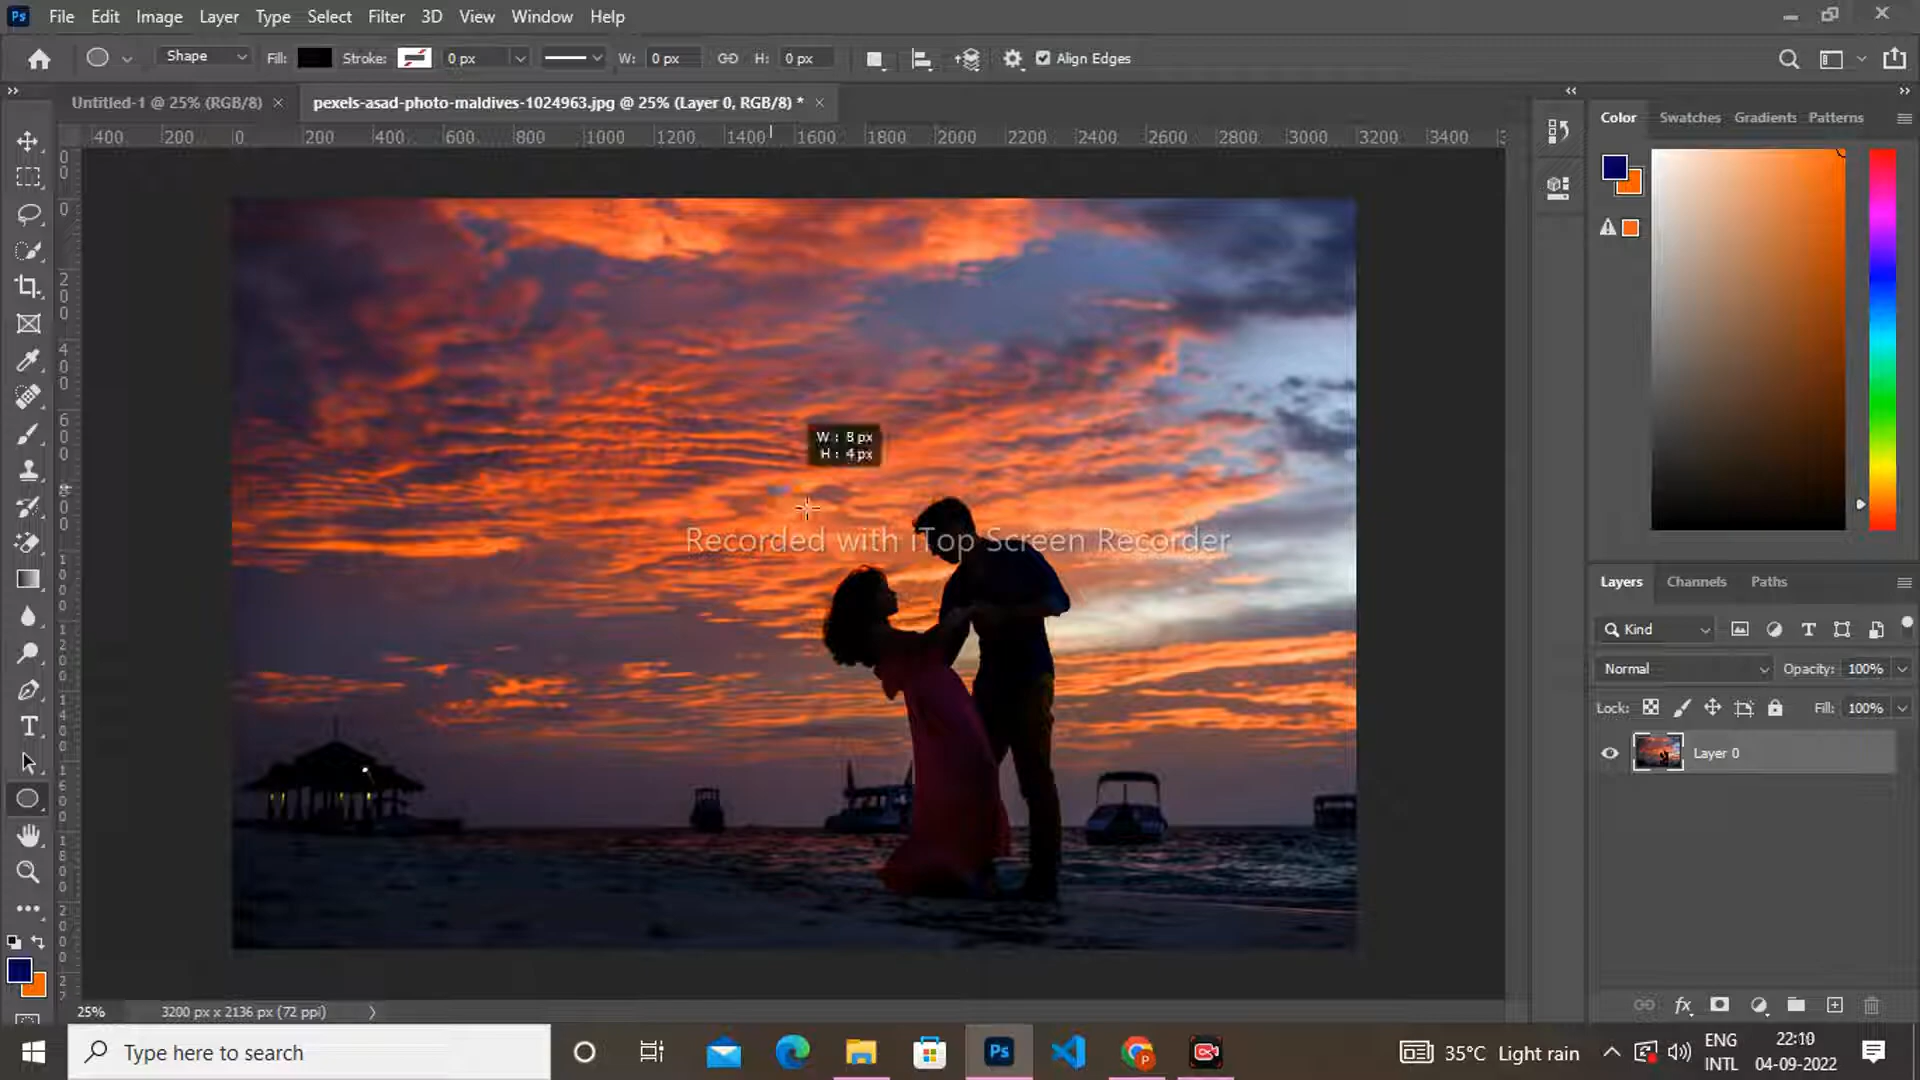 Ps File Edit Image Layer Type Select Filter 3D View Window Help
Shape Fill: Stroke: 0 px W: 0 px H: 0 px Align Edges
Untitled-1 @ 25% (RGB/8) × pexels-asad-photo-maldives-1024963.jpg @ 25% (Layer 0, RGB/8) * ×
400 200 0 200 400 600 800 1000 1200 1400 1600 1800 2000 2200 2400 2600 2800 3000 3200 3400
Color Swatches Gradients Patterns
W : 8 px
H : 4 px
Recorded with iTop Screen Recorder
Layers Channels Paths
Kind
Normal Opacity: 100%
Lock: Fill: 100%
Layer 0
fx
25% 3200 px x 2136 px (72 ppi)
Type here to search
Ps
35°C Light rain
ENG
INTL
22:10
04-09-2022